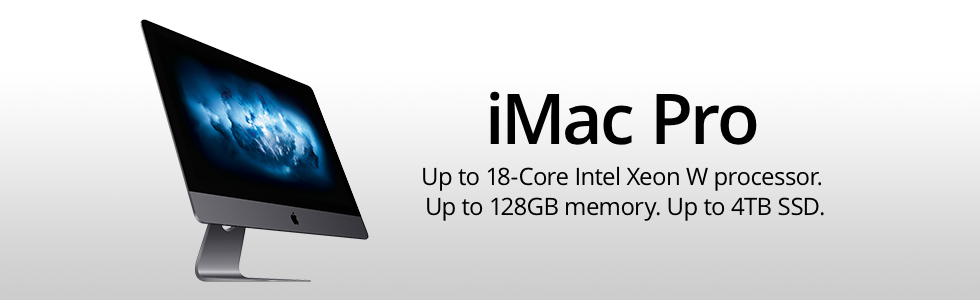 iMac Pro
Up to 18-Core Intel Xeon W processor.
Up to 128GB memory. Up to 4TB SSD.